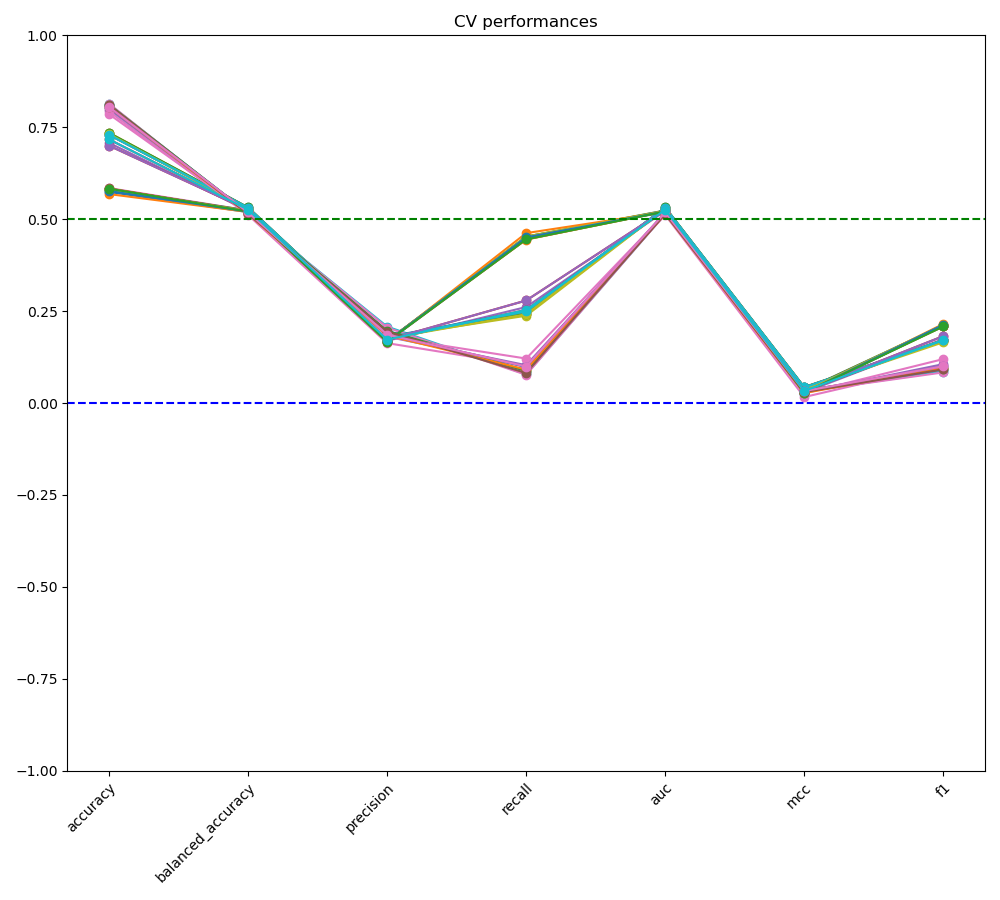 CV performances
1.00
0.75
0.50
0.25
0.00
−0.25
−0.50
−0.75
−1.00
accuracy
balanced_accuracy
precision
recall
auc
mcc
f1